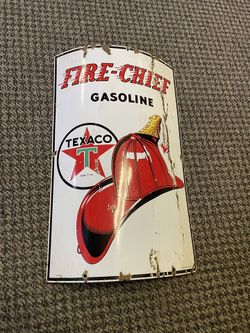 FIRE-CHIEF
GASOLINE
TEXACO
T